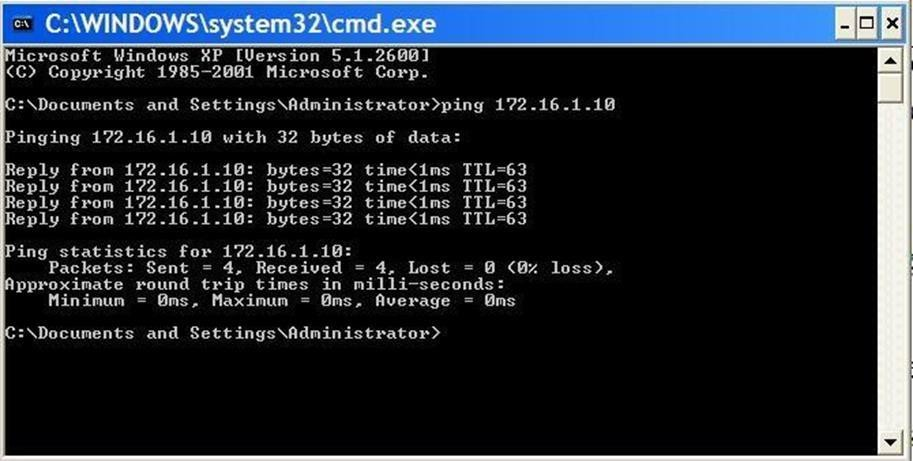 C:\WINDOWS\system32\cmd.exe
Microsoft Windows XP [Version 5.1.2600]
(C) Copyright 1985-2001 Microsoft Corp.
C:\Documents and Settings\Administrator>ping 172.16.1.10
Pinging 172.16.1.10 with 32 bytes of data:
Reply from 172.16.1.10: bytes=32 time<1ms TTL=63
Reply from 172.16.1.10: bytes=32 time<1ms TTL=63
Reply from 172.16.1.10: bytes=32 time<1ms TTL=63
Reply from 172.16.1.10: bytes=32 time<1ms TTL=63
Ping statistics for 172.16.1.10:
Packets: Sent = 4, Received = 4, Lost = 0 (0% loss),
Approximate round trip times in milli-seconds:
Minimum = 0ms, Maximum = 0ms, Average = 0ms
C:\Documents and Settings\Administrator>